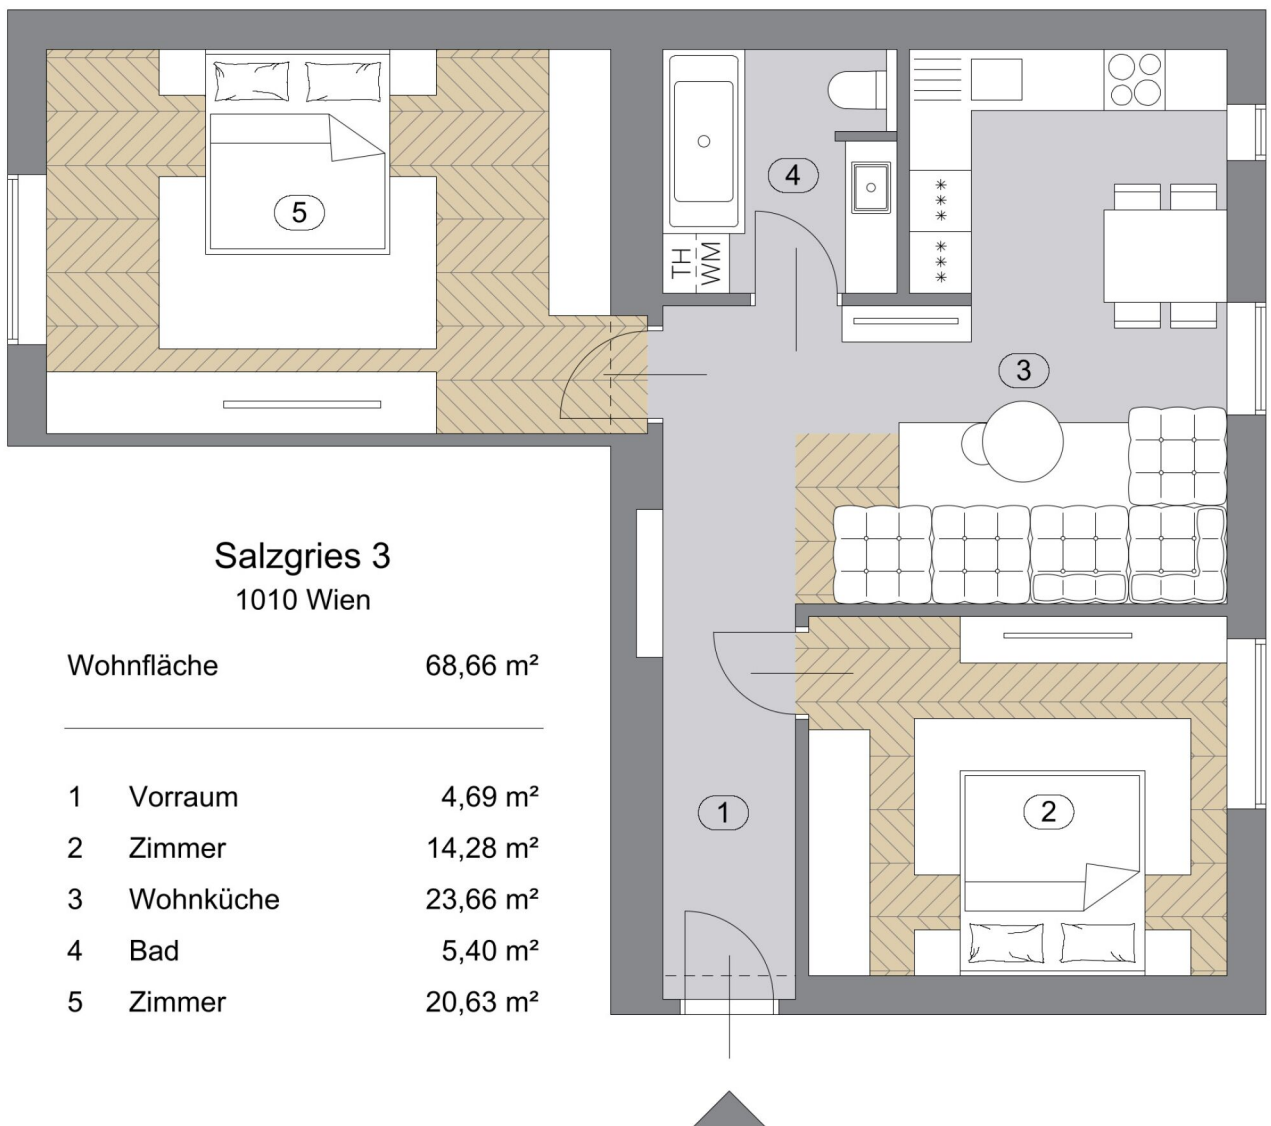 5
4
TH
WM
3
Salzgries 3
1010 Wien
Wohnfläche 68,66 m²
1 Vorraum 4,69 m²
2 Zimmer 14,28 m²
3 Wohnküche 23,66 m²
4 Bad 5,40 m²
5 Zimmer 20,63 m²
1
2